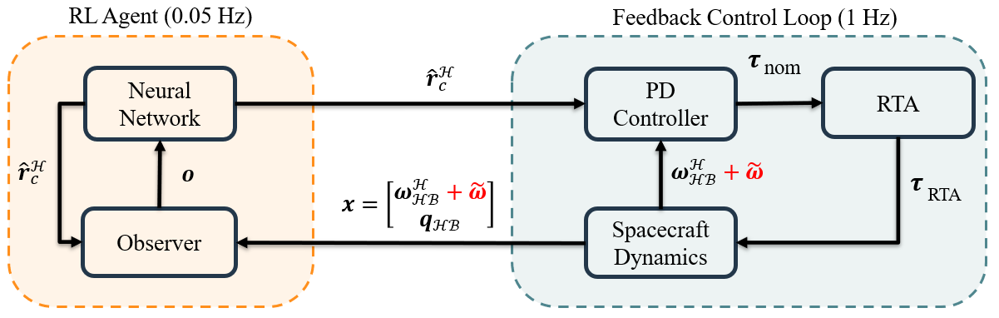 RL Agent (0.05 Hz)
Feedback Control Loop (1 Hz)
Neural
Network
r̂_c^ℋ
PD
Controller
τ_nom
RTA
r̂_c^ℋ
o
x = [ω_ℋℬ^ℋ + ω̃
q_ℋℬ]
ω_ℋℬ^ℋ + ω̃
τ_RTA
Observer
Spacecraft
Dynamics